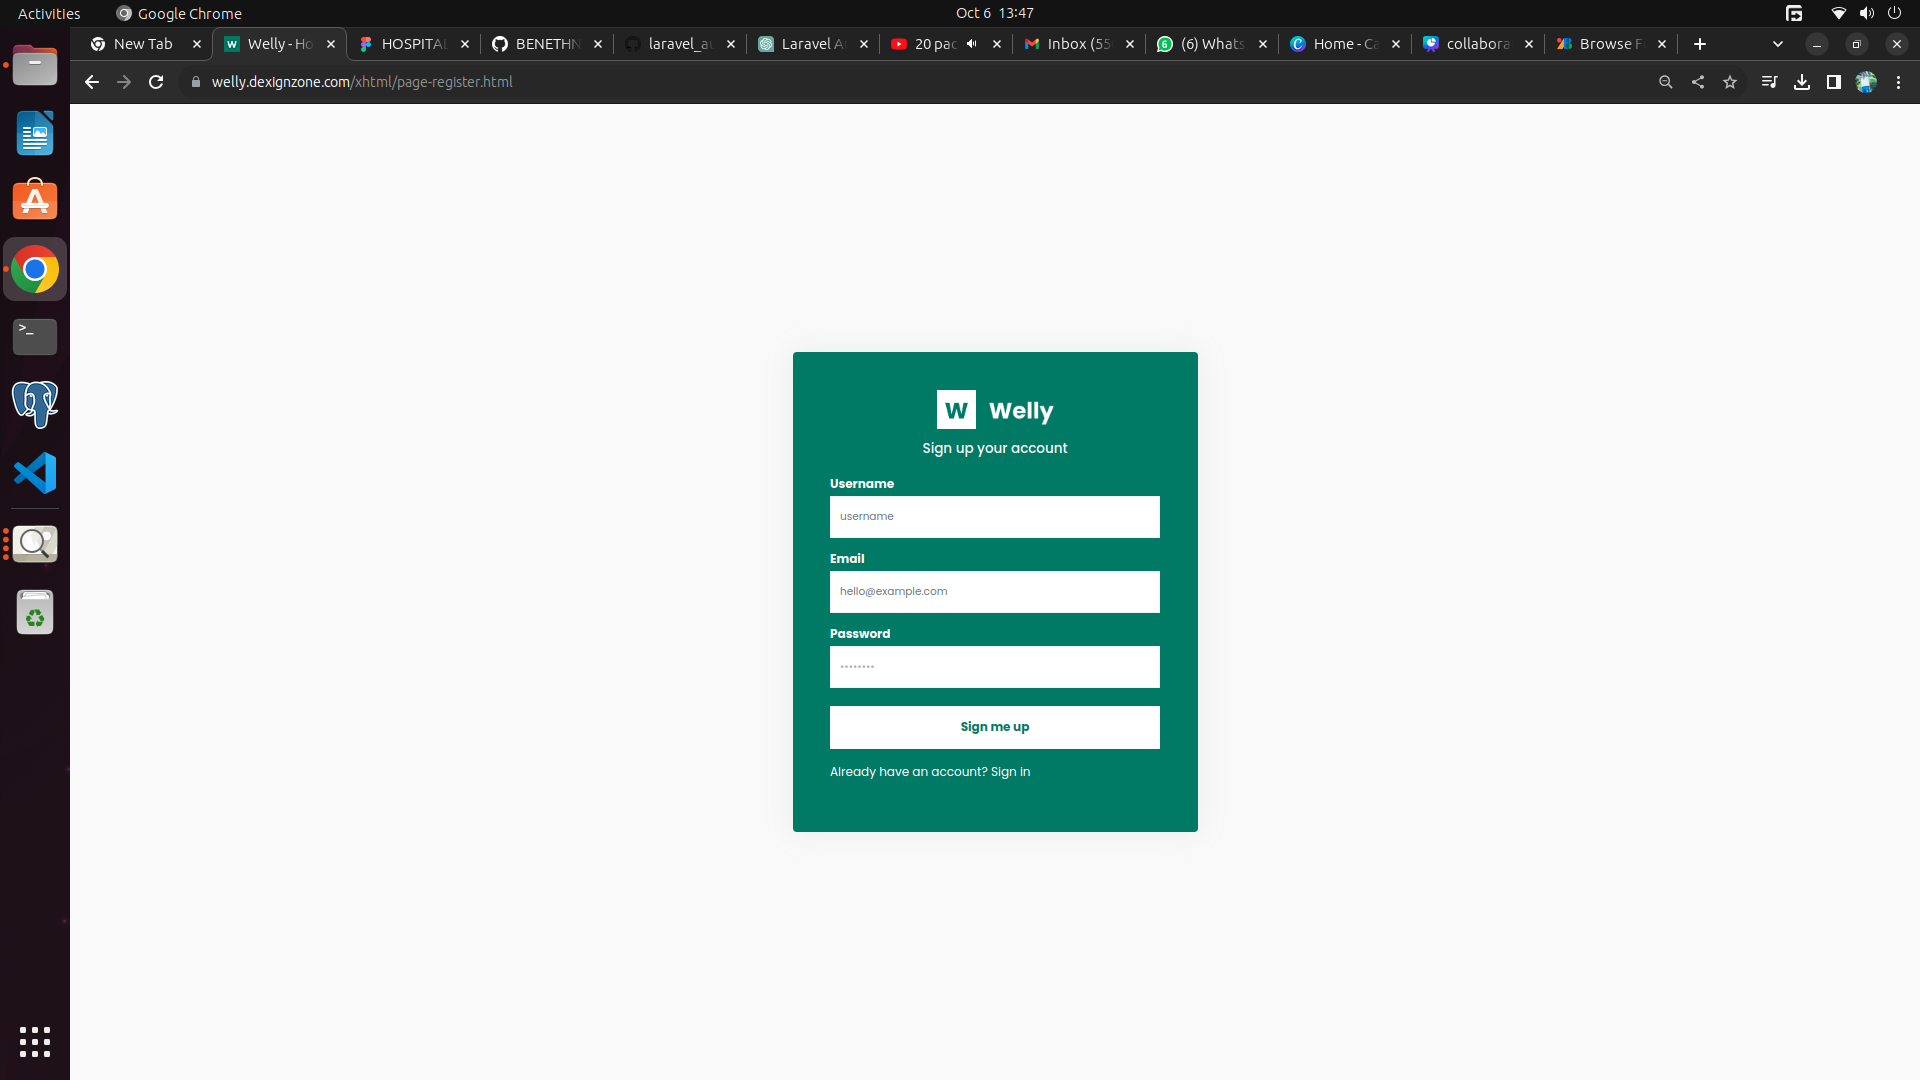 Activities
Google Chrome
Oct 6 13:47
New Tab
Welly - Ho
HOSPITAL
BENETHN
laravel_au
Laravel A
20 pac
Inbox (55
(6) Whats
Home - Ca
collabora
Browse F
welly.dexignzone.com/xhtml/page-register.html
W Welly
Sign up your account
Username
username
Email
hello@example.com
Password
••••••••
Sign me up
Already have an account? Sign in